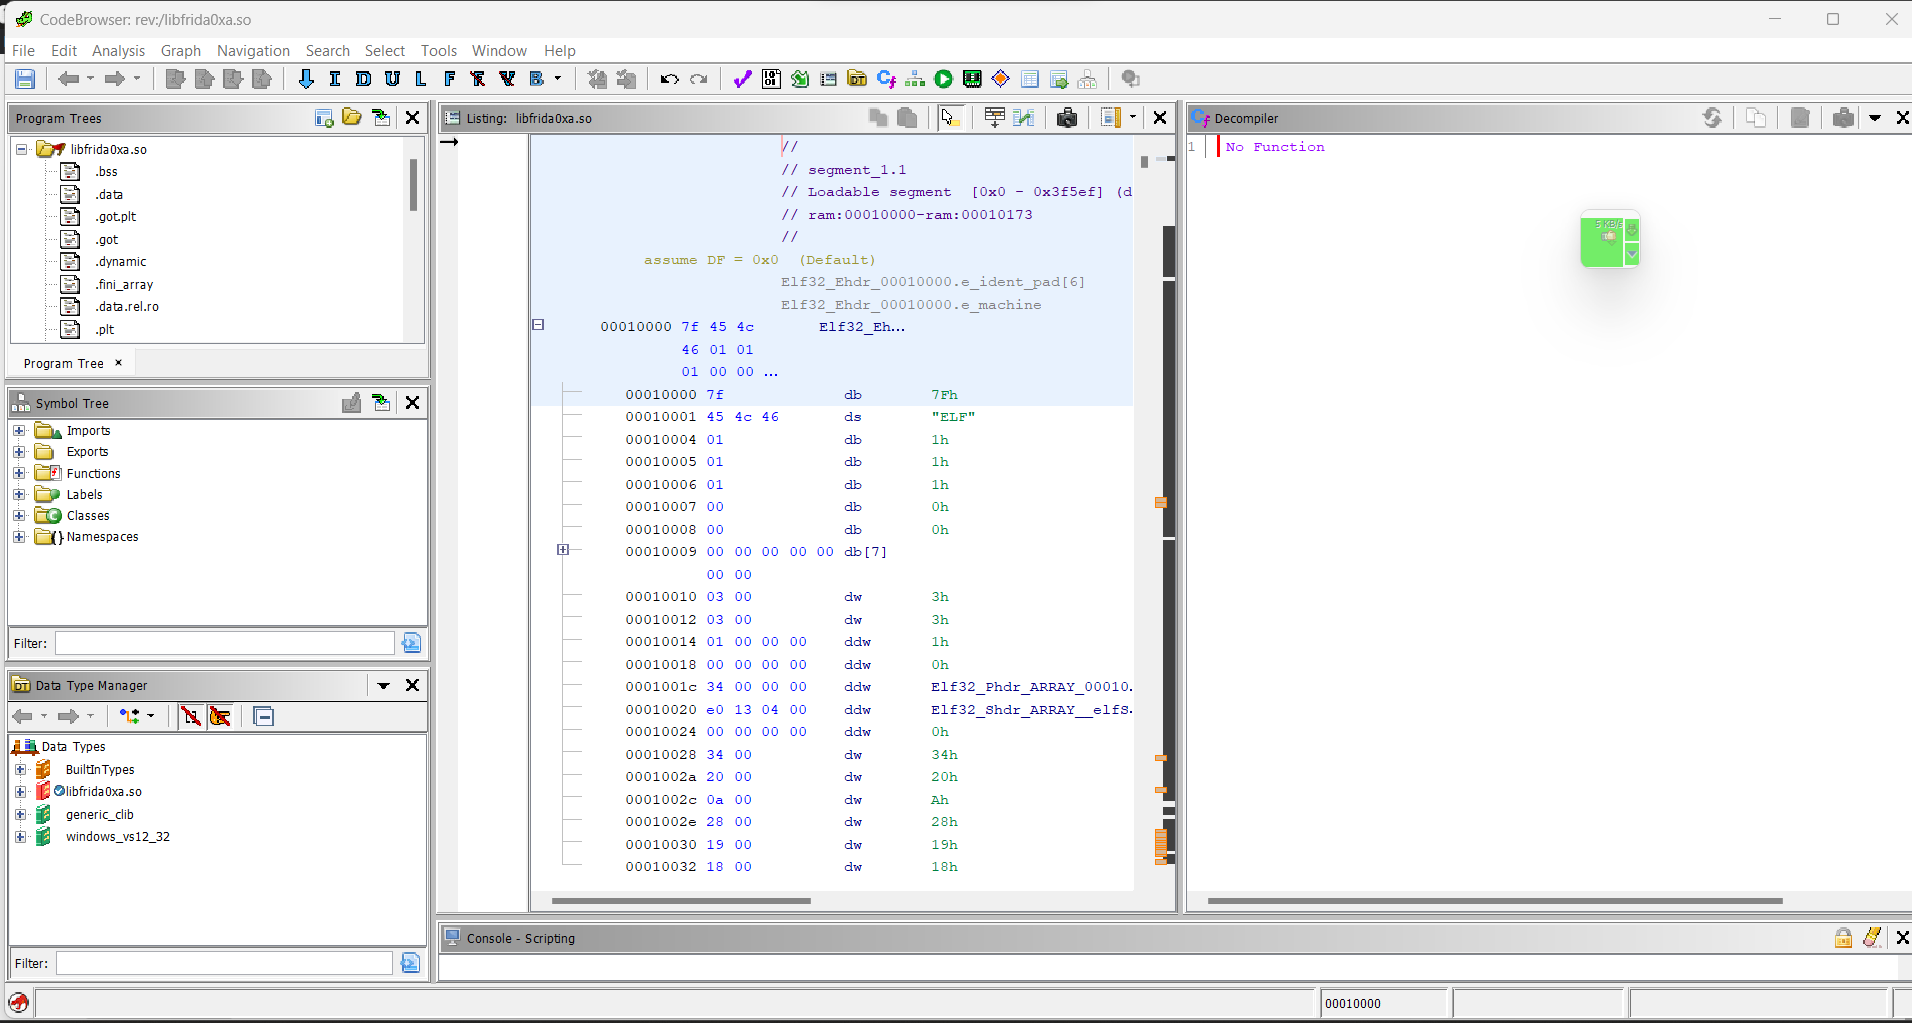 CodeBrowser: rev:/libfrida0xa.so
File Edit Analysis Graph Navigation Search Select Tools Window Help
I D U L F V B
Program Trees
libfrida0xa.so
.bss
.data
.got.plt
.got
.dynamic
.fini_array
.data.rel.ro
.plt
Program Tree ×
Symbol Tree
Imports
Exports
Functions
Labels
Classes
Namespaces
Filter:
Data Type Manager
Data Types
BuiltInTypes
libfrida0xa.so
generic_clib
windows_vs12_32
Filter:
Listing: libfrida0xa.so
//
// segment_1.1
// Loadable segment [0x0 - 0x3f5ef] (d
// ram:00010000-ram:00010173
//
assume DF = 0x0 (Default)
Elf32_Ehdr_00010000.e_ident_pad[6]
Elf32_Ehdr_00010000.e_machine
00010000 7f 45 4c Elf32_Eh...
46 01 01
01 00 00 ...
00010000 7f db 7Fh
00010001 45 4c 46 ds "ELF"
00010004 01 db 1h
00010005 01 db 1h
00010006 01 db 1h
00010007 00 db 0h
00010008 00 db 0h
00010009 00 00 00 00 00 db[7]
00 00
00010010 03 00 dw 3h
00010012 03 00 dw 3h
00010014 01 00 00 00 ddw 1h
00010018 00 00 00 00 ddw 0h
0001001c 34 00 00 00 ddw Elf32_Phdr_ARRAY_00010.
00010020 e0 13 04 00 ddw Elf32_Shdr_ARRAY__elfS.
00010024 00 00 00 00 ddw 0h
00010028 34 00 dw 34h
0001002a 20 00 dw 20h
0001002c 0a 00 dw Ah
0001002e 28 00 dw 28h
00010030 19 00 dw 19h
00010032 18 00 dw 18h
Decompiler
1 No Function
5 KB/s
Console - Scripting
00010000